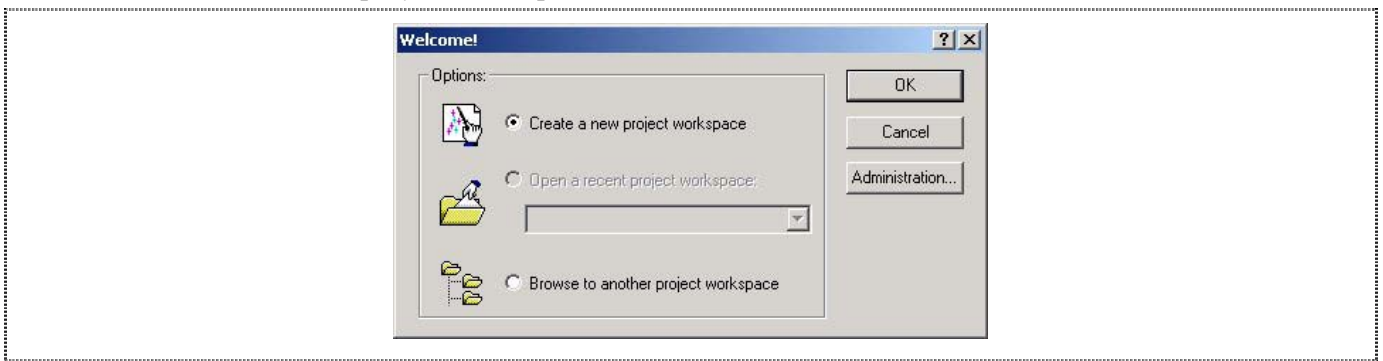 Welcome!
Options:
Create a new project workspace
Open a recent project workspace:
Browse to another project workspace
OK
Cancel
Administration...